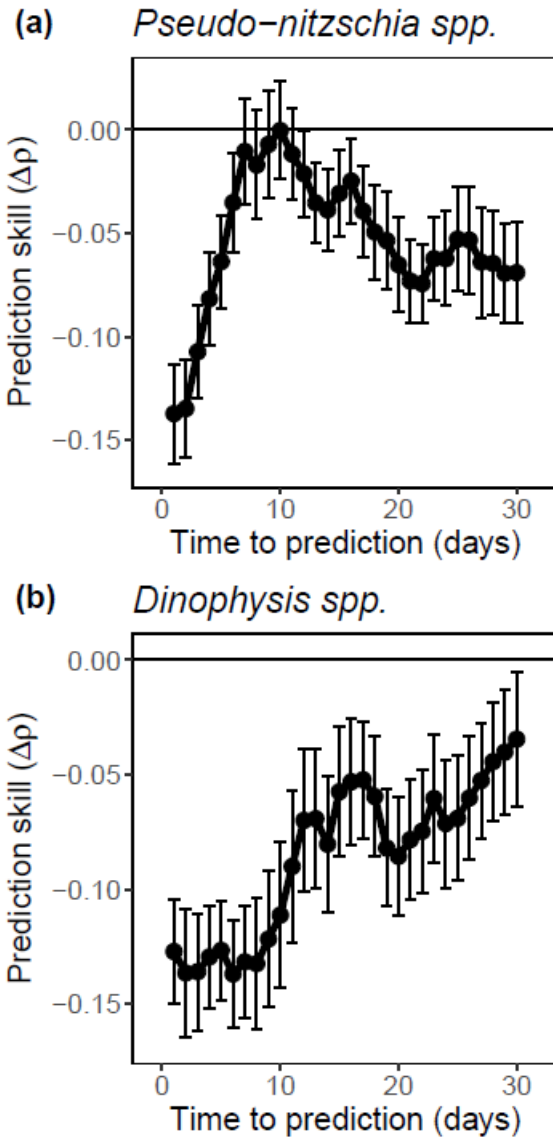 (a) Pseudo−nitzschia spp.
Prediction skill (Δρ)
0.00
−0.05
−0.10
−0.15
0 10 20 30
Time to prediction (days)
(b) Dinophysis spp.
Prediction skill (Δρ)
0.00
−0.05
−0.10
−0.15
0 10 20 30
Time to prediction (days)